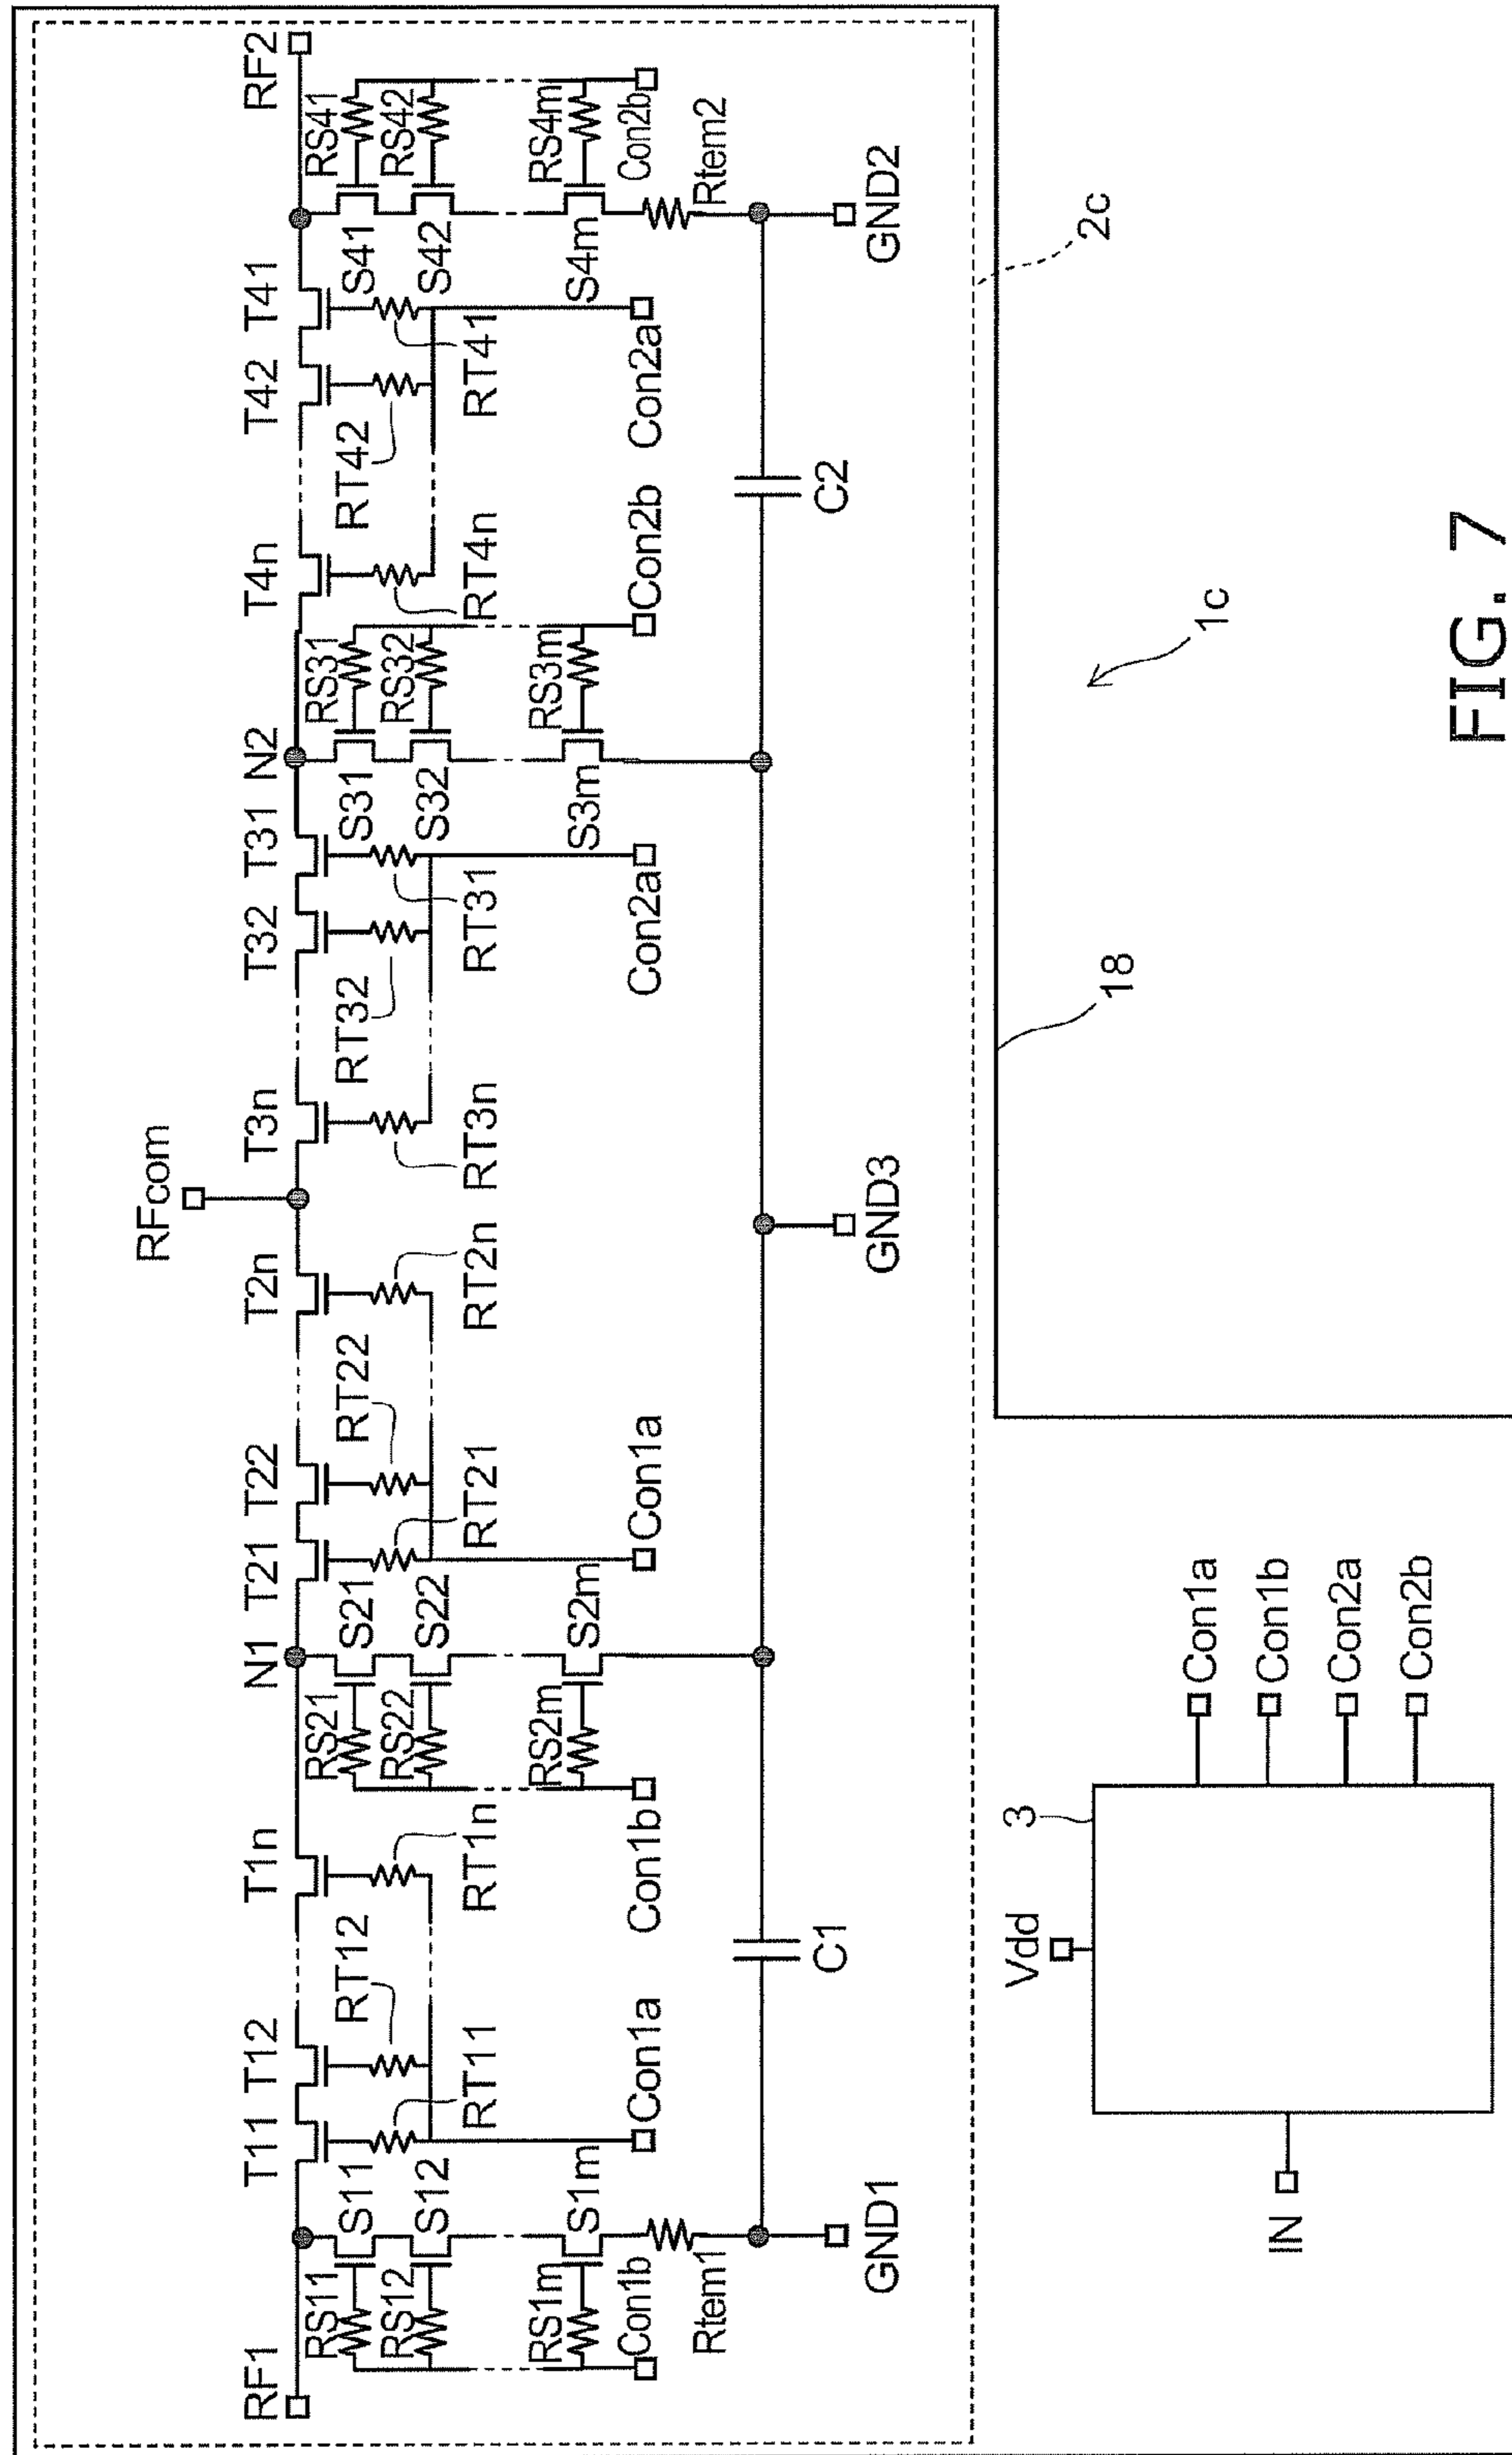 RFcom
RF1
T11
T12
T1n
N1
T21
T22
T2n
T3n
T32
T31
N2
T4n
T42
T41
RF2
RS11
S11
RT12
RS21
S21
RT22
RT32
S31
RS31
RT42
S41
RS41
RS12
S12
RS22
S22
S32
RS32
S42
RS42
RT11
RT1n
RT21
RT2n
RT3n
RT31
RT4n
RT41
RS1m
S1m
RS2m
S2m
S3m
RS3m
S4m
RS4m
Con1b
Con1a
Con1b
Con1a
Con2a
Con2b
Con2a
Con2b
Rtem1
Rtem2
C1
C2
GND1
GND3
GND2
2c
Vdd
3
18
1c
IN
Con1a
Con1b
Con2a
Con2b
FIG. 7